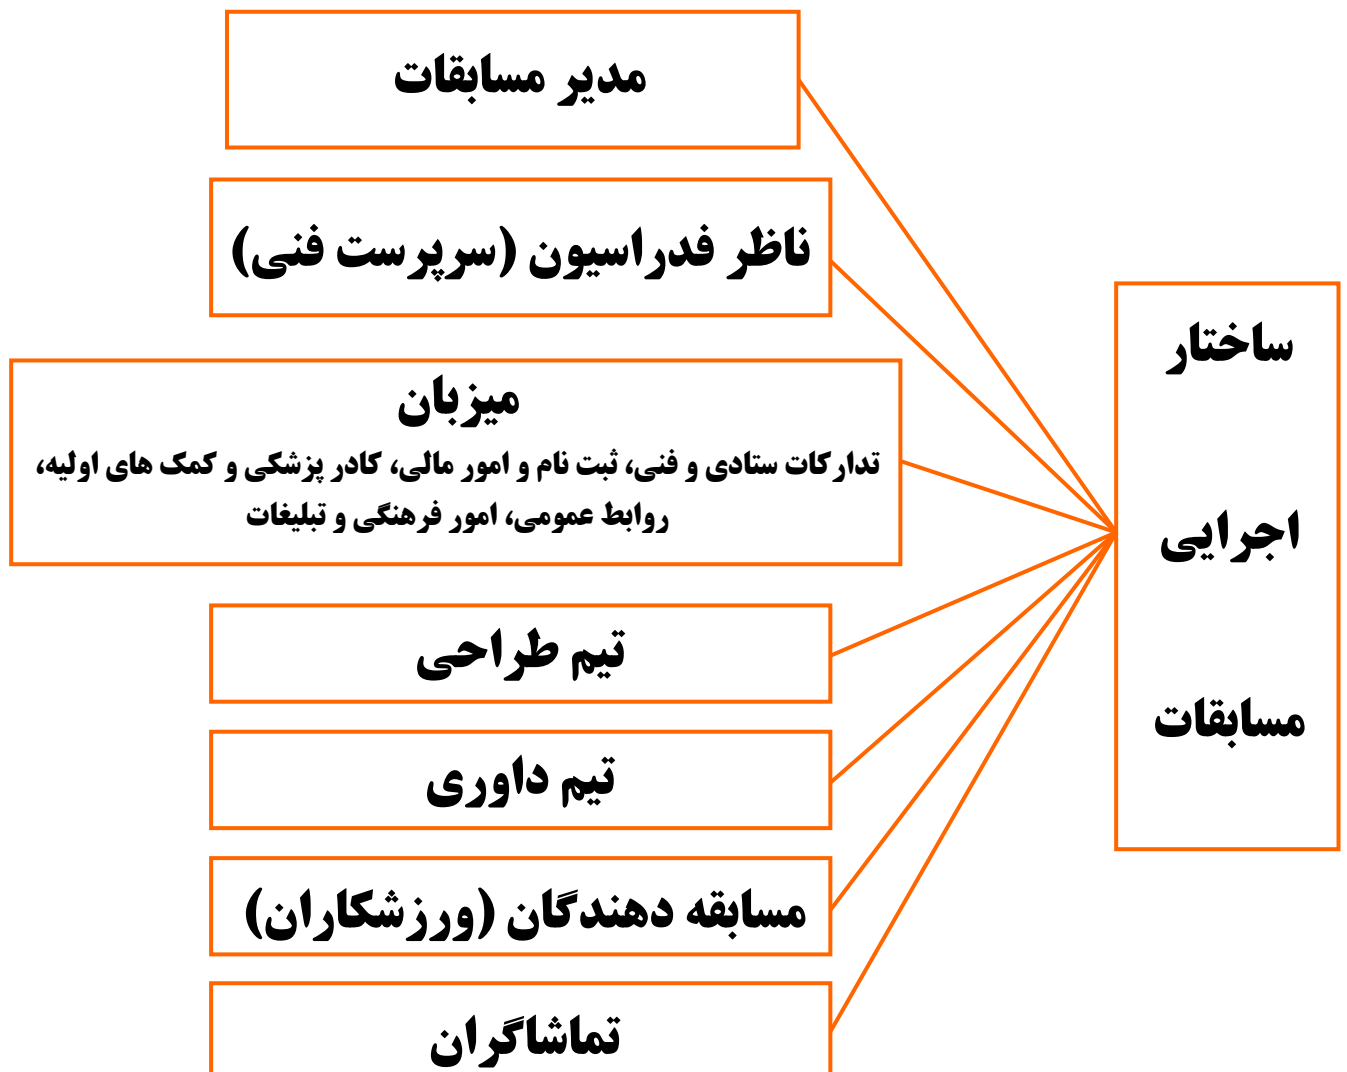 ساختار
اجرایی
مسابقات
مدیر مسابقات
ناظر فدراسیون (سرپرست فنی)
میزبان
تدارکات ستادی و فنی، ثبت نام و امور مالی، کادر پزشکی و کمک های اولیه،
روابط عمومی، امور فرهنگی و تبلیغات
تیم طراحی
تیم داوری
مسابقه دهندگان (ورزشکاران)
تماشاگران